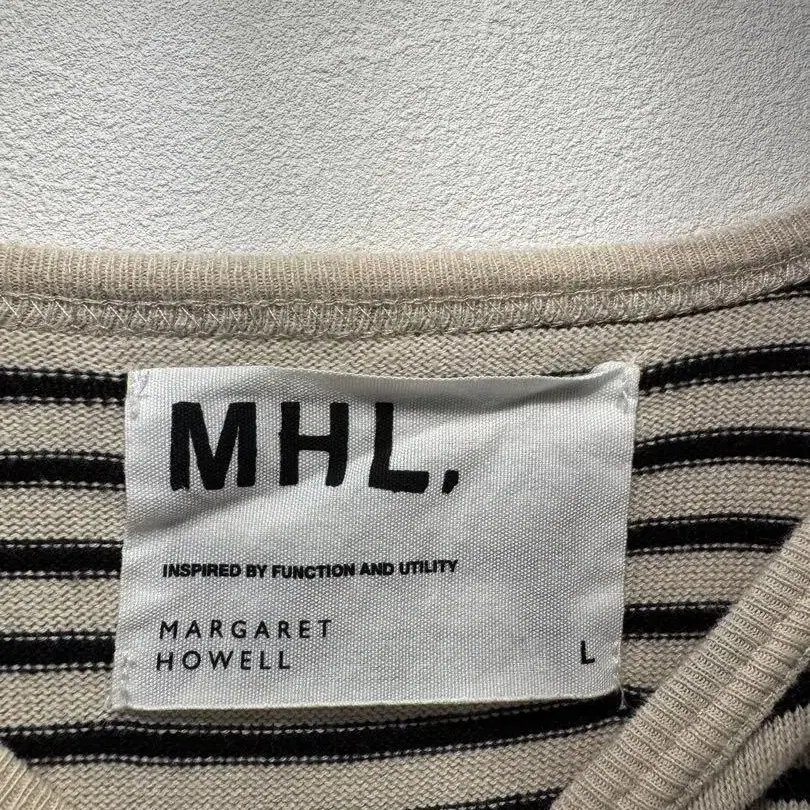 MHL.
INSPIRED BY FUNCTION AND UTILITY
MARGARET
HOWELL
L